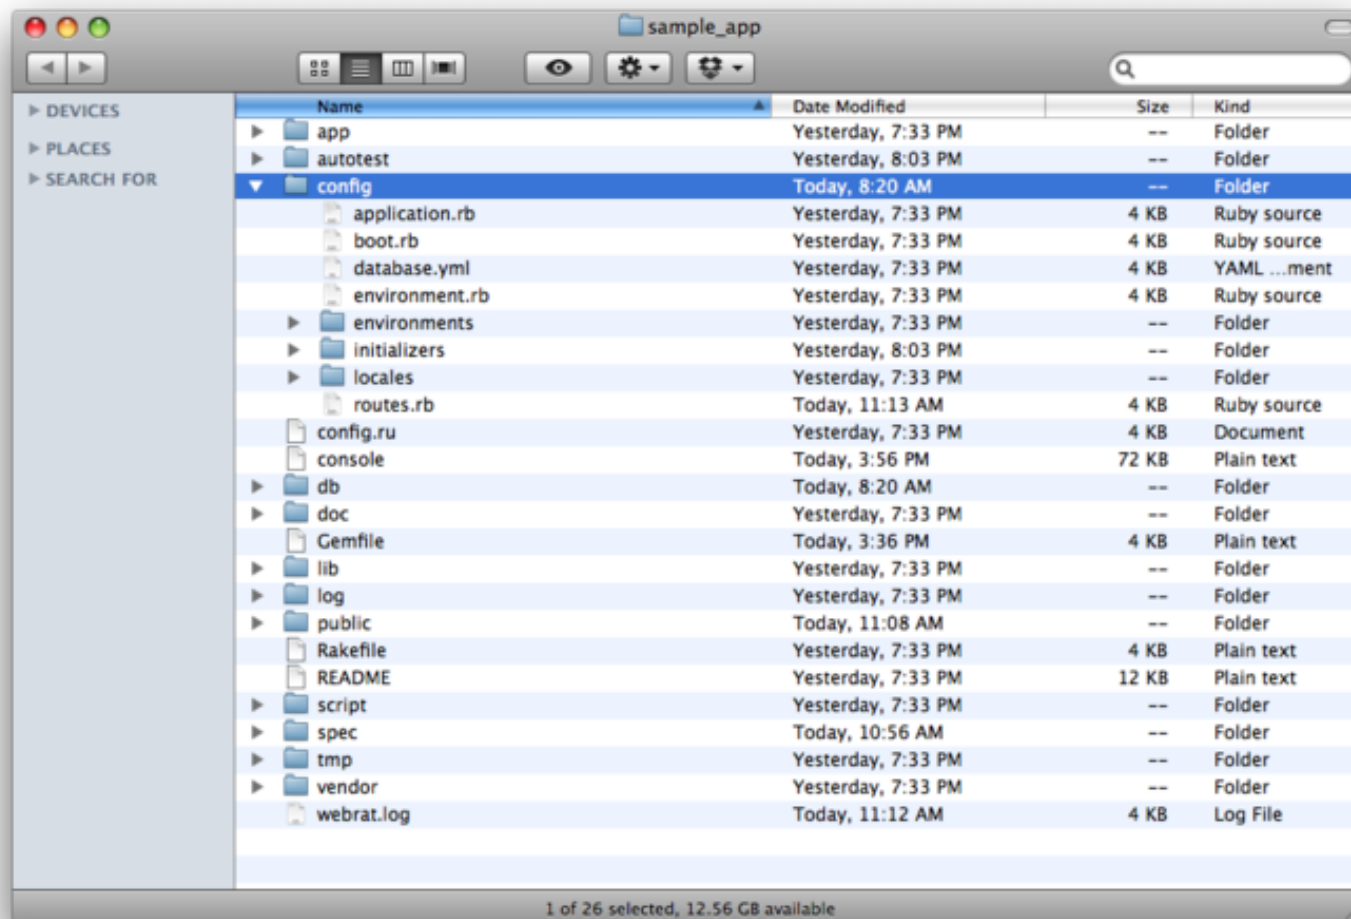 sample_app
DEVICES
PLACES
SEARCH FOR
Name Date Modified Size Kind
app Yesterday, 7:33 PM -- Folder
autotest Yesterday, 8:03 PM -- Folder
config Today, 8:20 AM -- Folder
application.rb Yesterday, 7:33 PM 4 KB Ruby source
boot.rb Yesterday, 7:33 PM 4 KB Ruby source
database.yml Yesterday, 7:33 PM 4 KB YAML ...ment
environment.rb Yesterday, 7:33 PM 4 KB Ruby source
environments Yesterday, 7:33 PM -- Folder
initializers Yesterday, 8:03 PM -- Folder
locales Yesterday, 7:33 PM -- Folder
routes.rb Today, 11:13 AM 4 KB Ruby source
config.ru Yesterday, 7:33 PM 4 KB Document
console Today, 3:56 PM 72 KB Plain text
db Today, 8:20 AM -- Folder
doc Yesterday, 7:33 PM -- Folder
Gemfile Today, 3:36 PM 4 KB Plain text
lib Yesterday, 7:33 PM -- Folder
log Yesterday, 7:33 PM -- Folder
public Today, 11:08 AM -- Folder
Rakefile Yesterday, 7:33 PM 4 KB Plain text
README Yesterday, 7:33 PM 12 KB Plain text
script Yesterday, 7:33 PM -- Folder
spec Today, 10:56 AM -- Folder
tmp Yesterday, 7:33 PM -- Folder
vendor Yesterday, 7:33 PM -- Folder
webrat.log Today, 11:12 AM 4 KB Log File
1 of 26 selected, 12.56 GB available